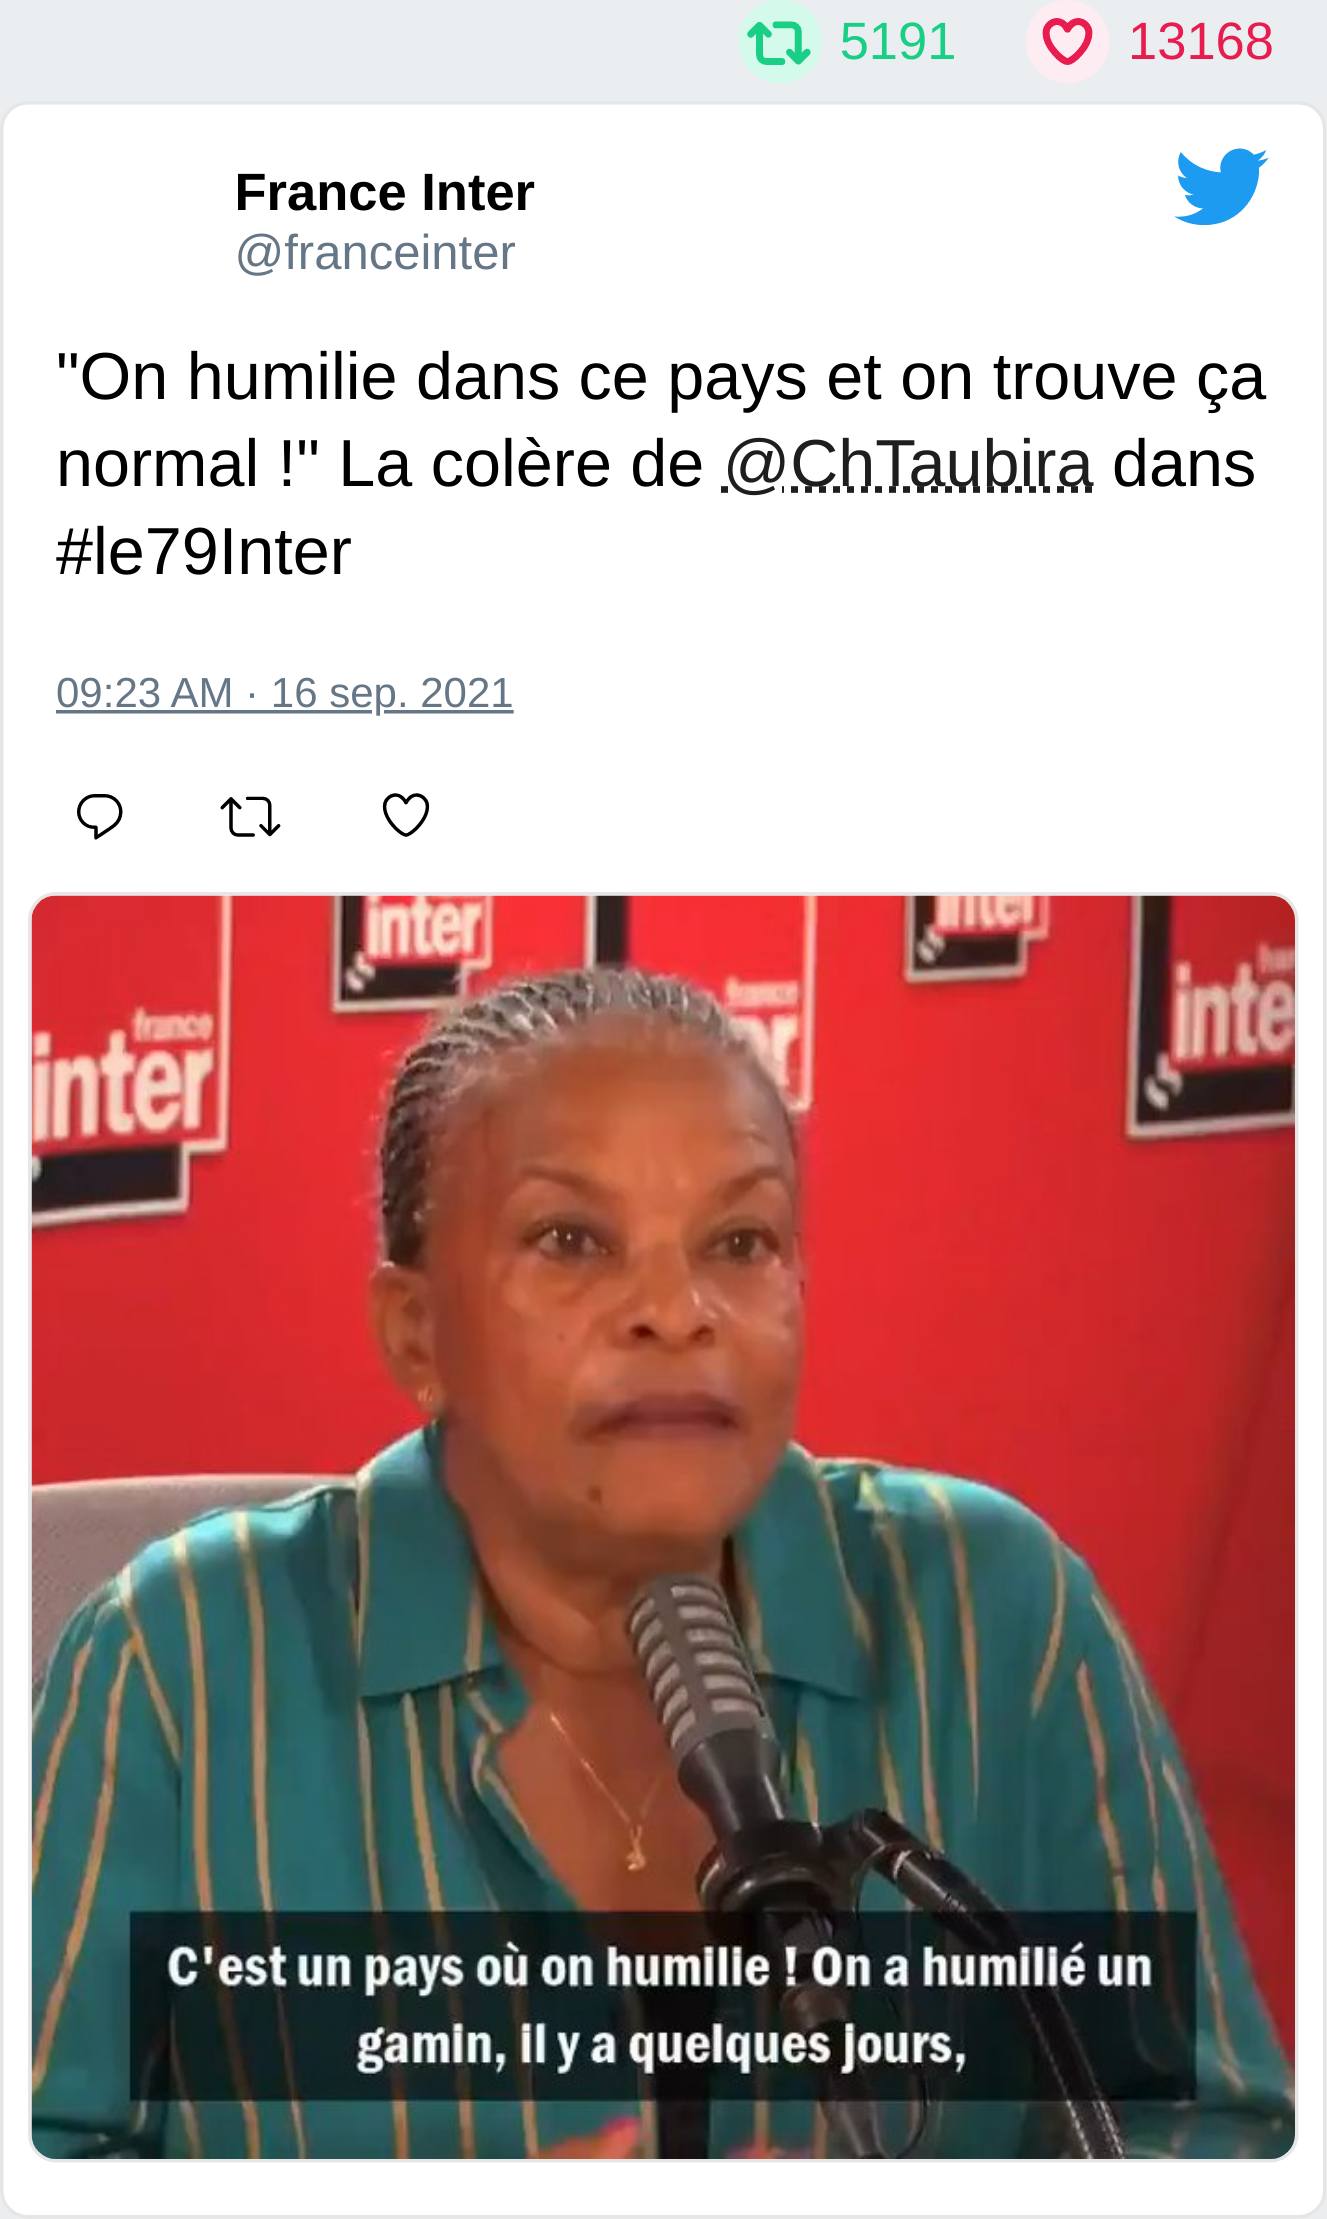 5191 13168
France Inter
@franceinter
"On humilie dans ce pays et on trouve ça
normal !" La colère de @ChTaubira dans
#le79Inter
09:23 AM · 16 sep. 2021
inter
inter
france
inter
france
inter
C'est un pays où on humilie ! On a humilié un
gamin, il y a quelques jours,